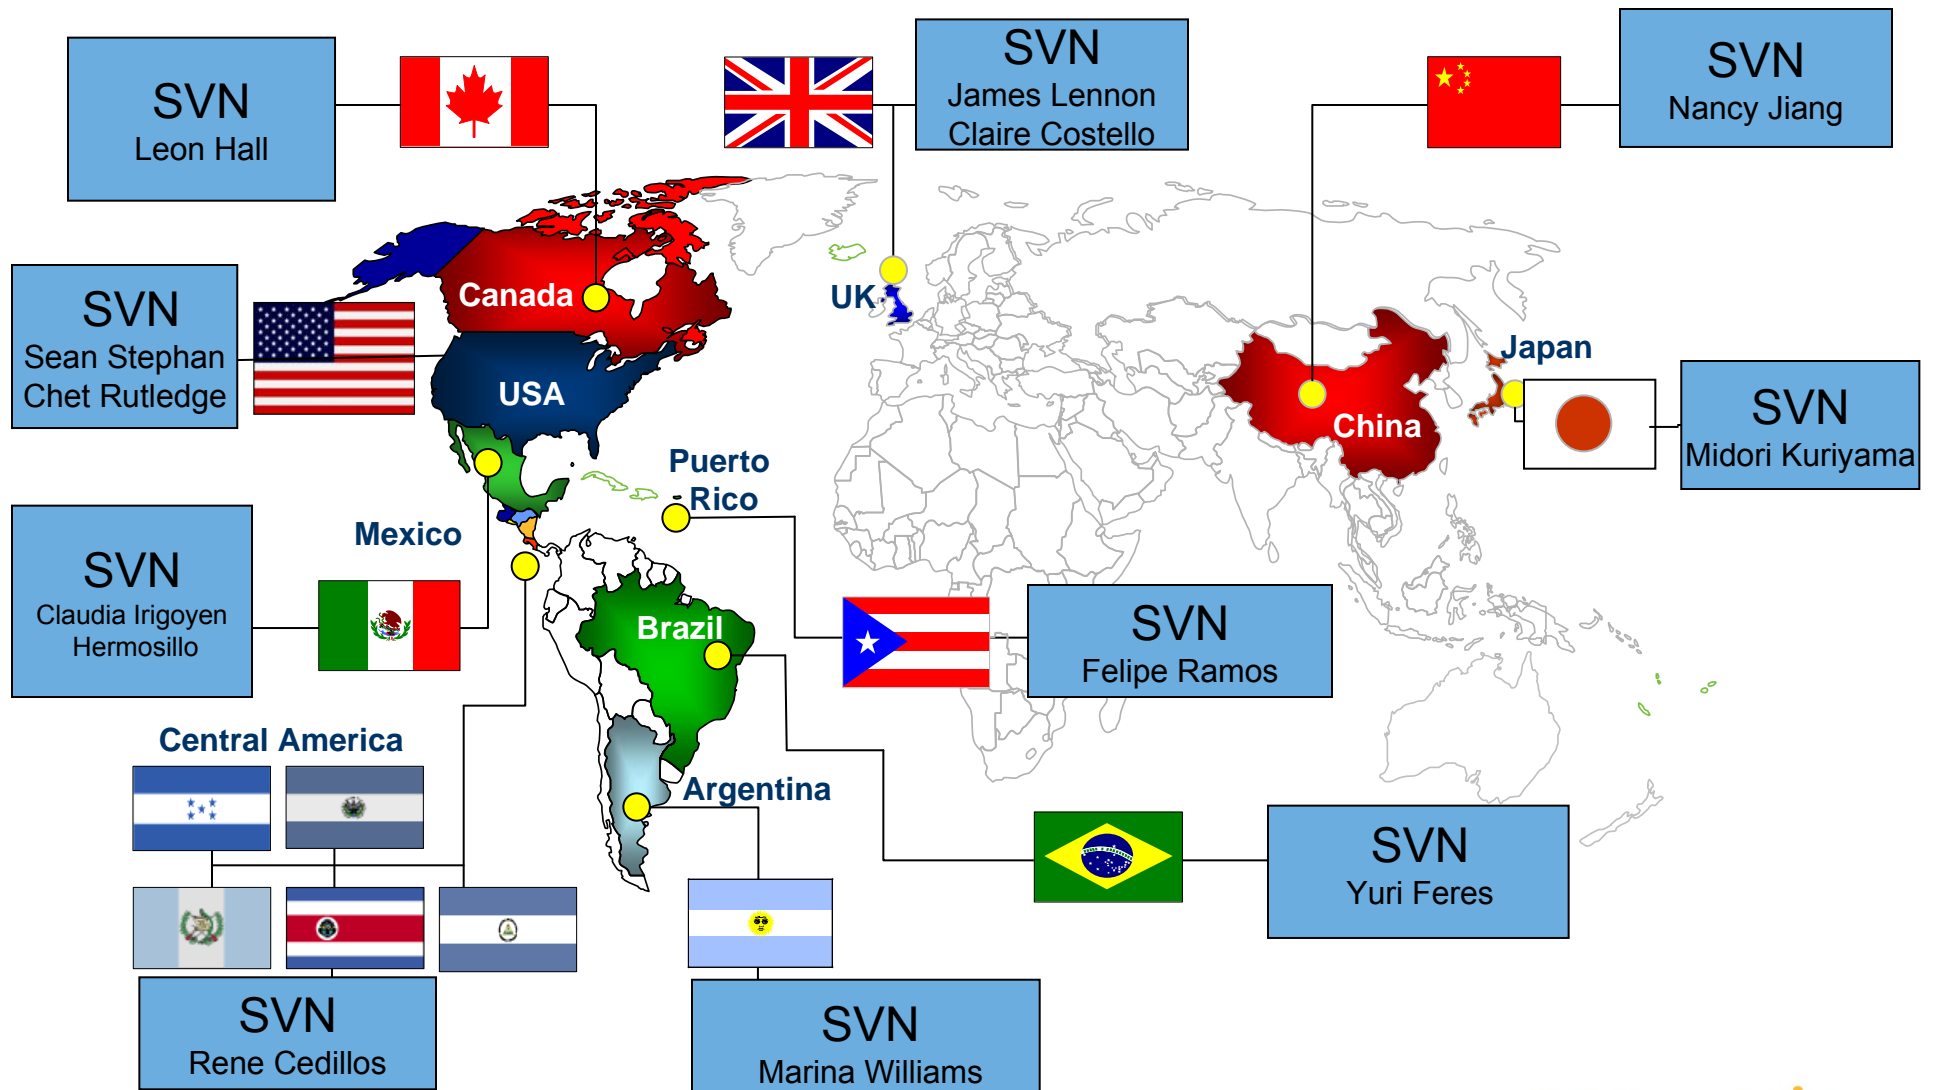 SVN
Leon Hall
SVN
James Lennon
Claire Costello
SVN
Nancy Jiang
SVN
Sean Stephan
Chet Rutledge
Canada
USA
UK
Japan
China
SVN
Midori Kuriyama
Puerto
Rico
Mexico
SVN
Claudia Irigoyen
Hermosillo
Brazil
SVN
Felipe Ramos
Central America
Argentina
SVN
Yuri Feres
SVN
Rene Cedillos
SVN
Marina Williams